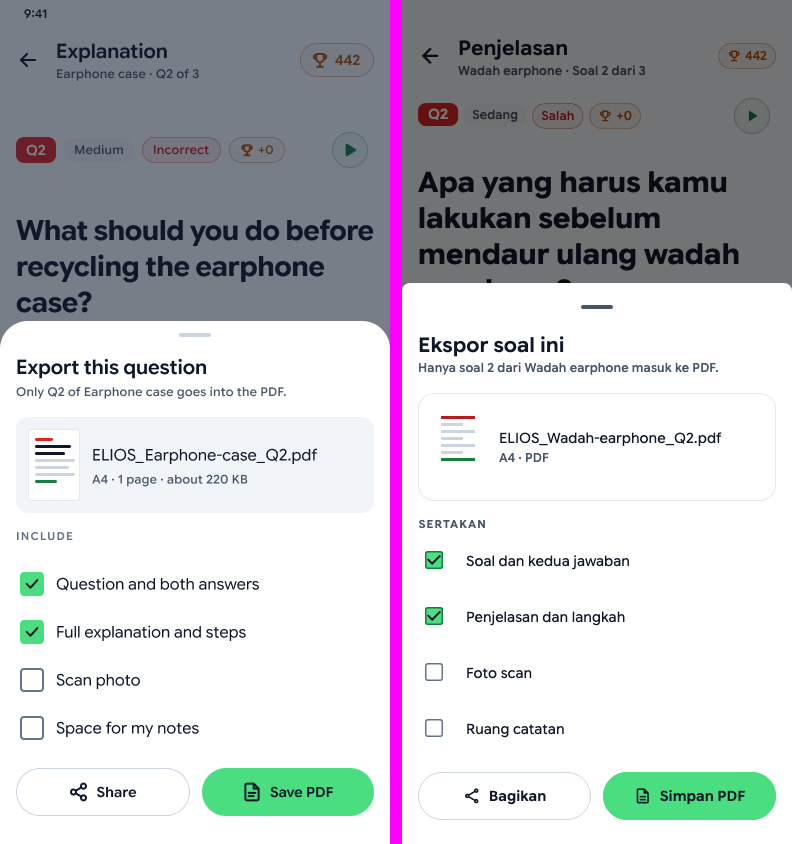 9:41
Explanation
Earphone case · Q2 of 3
442
Q2
Medium
Incorrect
+0
What should you do before
recycling the earphone
case?
Export this question
Only Q2 of Earphone case goes into the PDF.
ELIOS_Earphone-case_Q2.pdf
A4 · 1 page · about 220 KB
INCLUDE
Question and both answers
Full explanation and steps
Scan photo
Space for my notes
Share
Save PDF
Penjelasan
Wadah earphone · Soal 2 dari 3
442
Q2
Sedang
Salah
+0
Apa yang harus kamu
lakukan sebelum
mendaur ulang wadah
Ekspor soal ini
Hanya soal 2 dari Wadah earphone masuk ke PDF.
ELIOS_Wadah-earphone_Q2.pdf
A4 · PDF
SERTAKAN
Soal dan kedua jawaban
Penjelasan dan langkah
Foto scan
Ruang catatan
Bagikan
Simpan PDF